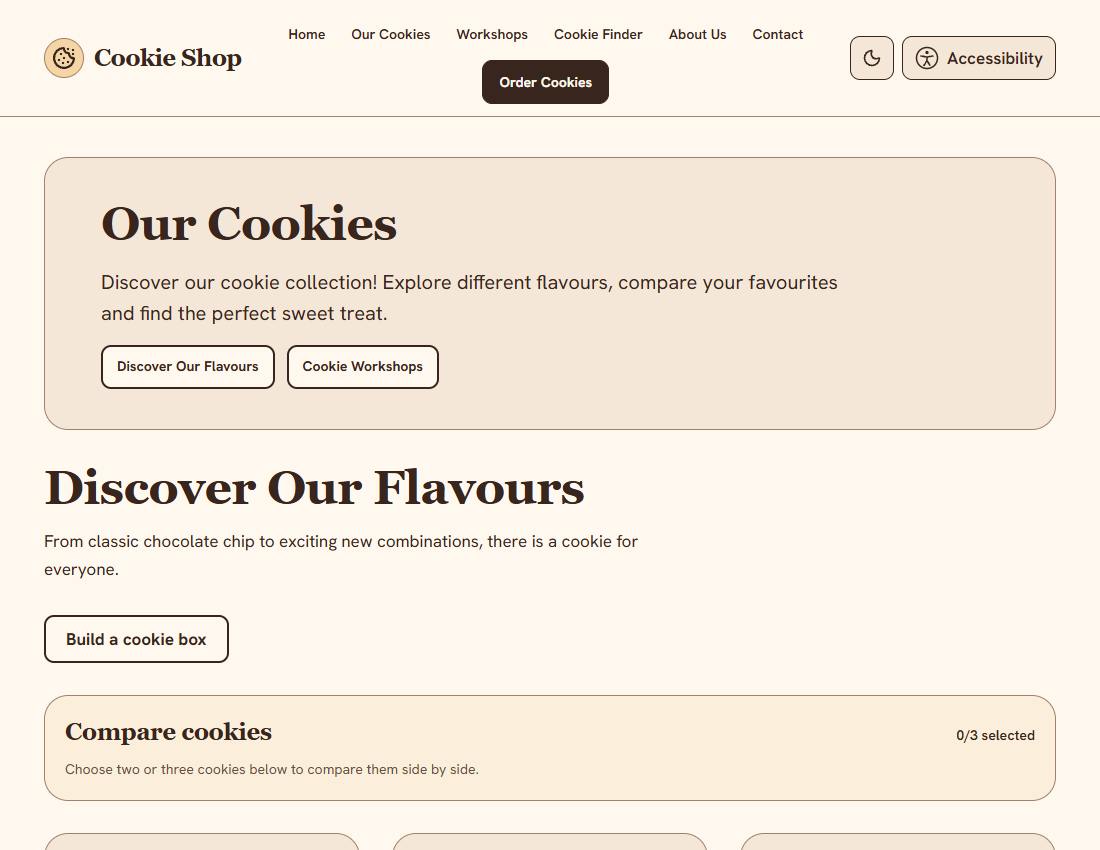 Cookie Shop
Home
Our Cookies
Workshops
Cookie Finder
About Us
Contact
Order Cookies
Accessibility
Our Cookies
Discover our cookie collection! Explore different flavours, compare your favourites
and find the perfect sweet treat.
Discover Our Flavours
Cookie Workshops
Discover Our Flavours
From classic chocolate chip to exciting new combinations, there is a cookie for
everyone.
Build a cookie box
Compare cookies
0/3 selected
Choose two or three cookies below to compare them side by side.